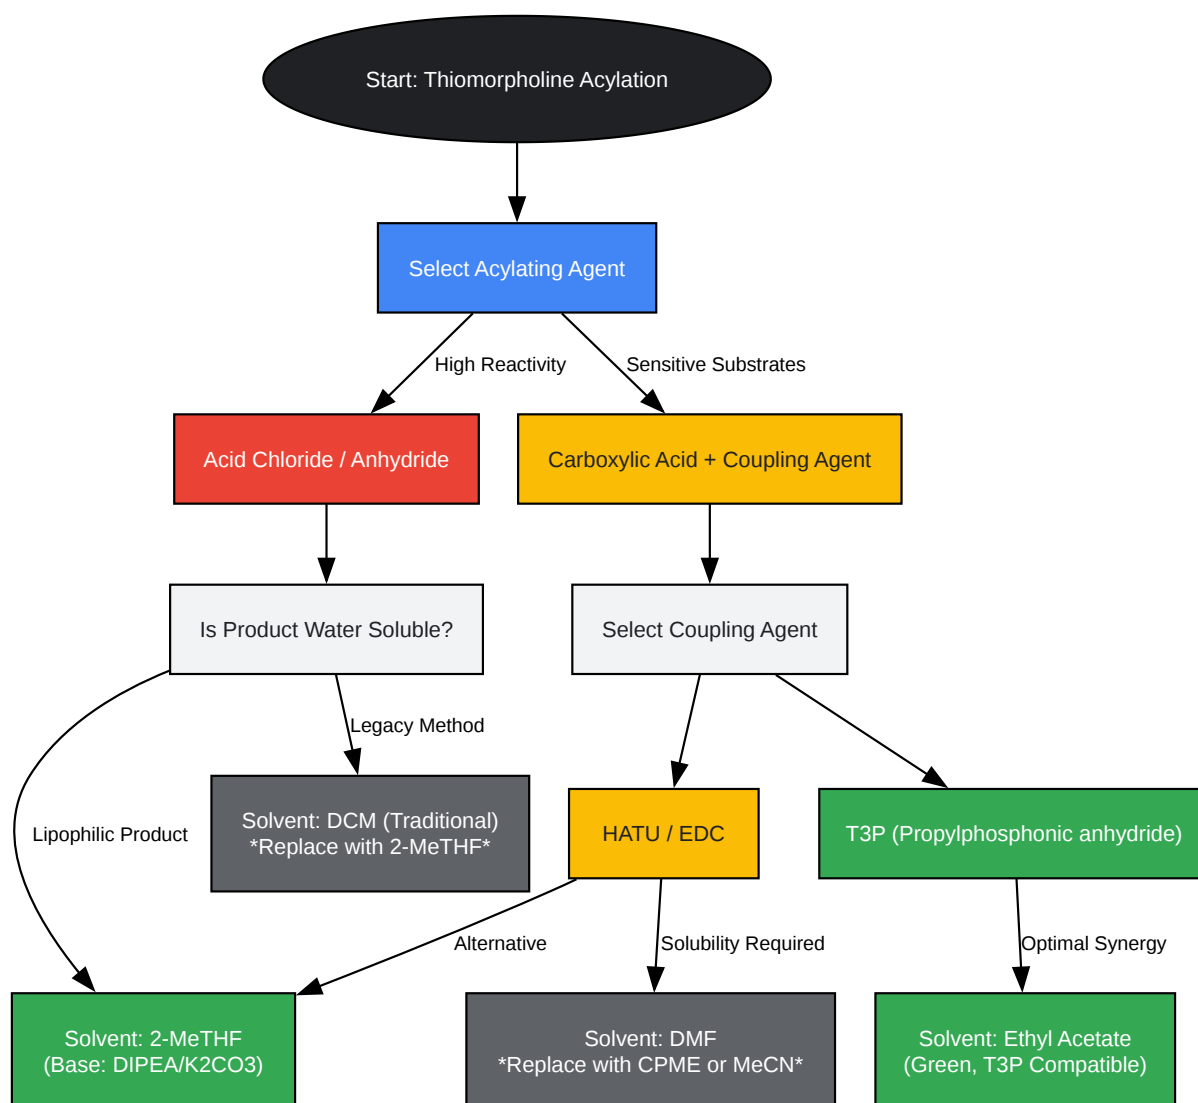 Start: Thiomorpholine Acylation
Select Acylating Agent
High Reactivity
Sensitive Substrates
Acid Chloride / Anhydride
Carboxylic Acid + Coupling Agent
Is Product Water Soluble?
Select Coupling Agent
Legacy Method
Solvent: DCM (Traditional)
*Replace with 2-MeTHF*
HATU / EDC
T3P (Propylphosphonic anhydride)
Lipophilic Product
Alternative
Solubility Required
Optimal Synergy
Solvent: 2-MeTHF
(Base: DIPEA/K2CO3)
Solvent: DMF
*Replace with CPME or MeCN*
Solvent: Ethyl Acetate
(Green, T3P Compatible)